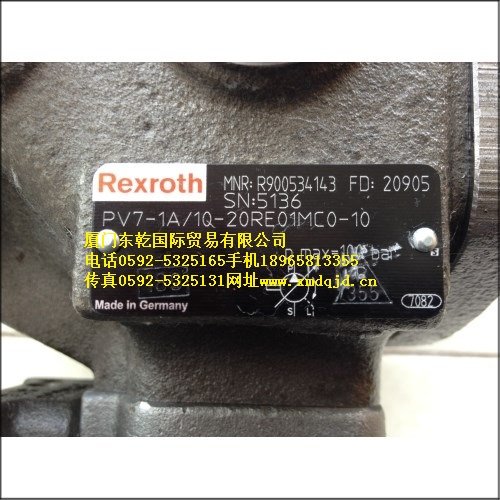 Rexroth
MNR: R900534143 FD: 20905
SN:5136
PV7-1A/10-20RE01MC0-10
厦门东乾国际贸易有限公司
电话0592-5325165手机18965813355
传真0592-5325131网址www.xmdqjd.cn
max=100 bar
S L
Made in Germany
7082